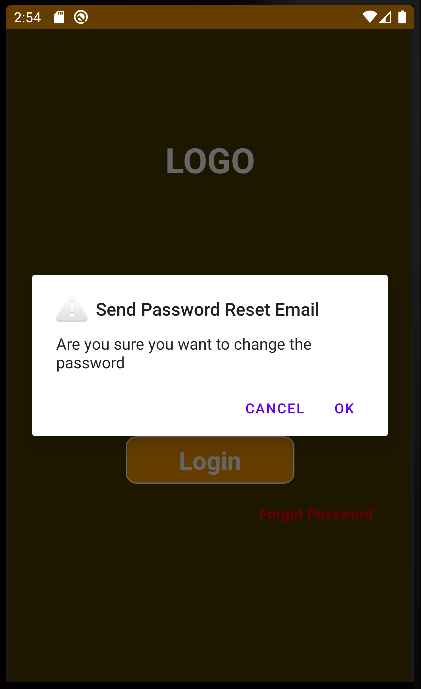 2:54
LOGO
Send Password Reset Email
Are you sure you want to change the
password
CANCEL OK
Login
Forgot Password